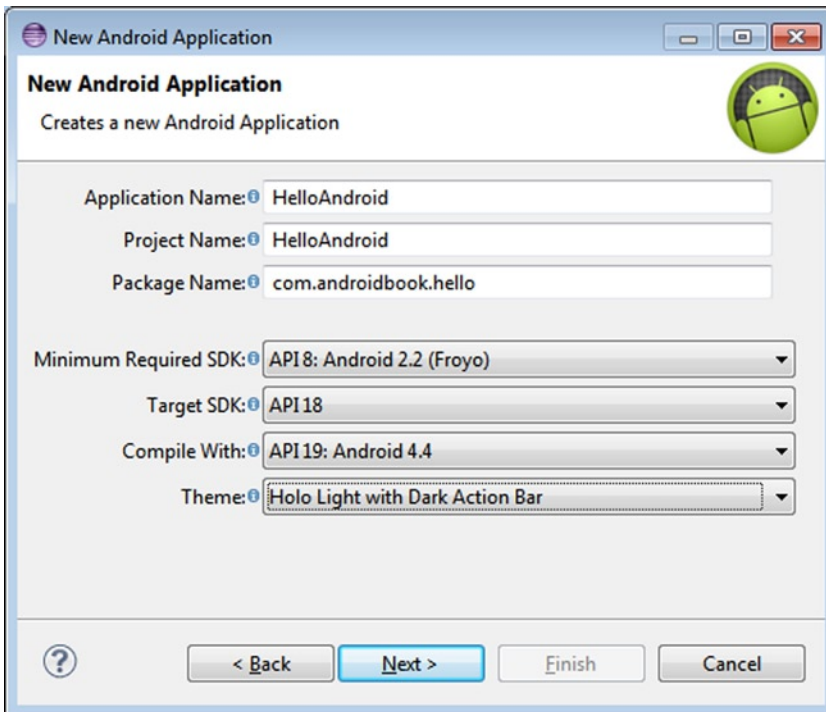 New Android Application
New Android Application
Creates a new Android Application
Application Name: HelloAndroid
Project Name: HelloAndroid
Package Name: com.androidbook.hello
Minimum Required SDK: API 8: Android 2.2 (Froyo)
Target SDK: API 18
Compile With: API 19: Android 4.4
Theme: Holo Light with Dark Action Bar
? < Back Next > Finish Cancel